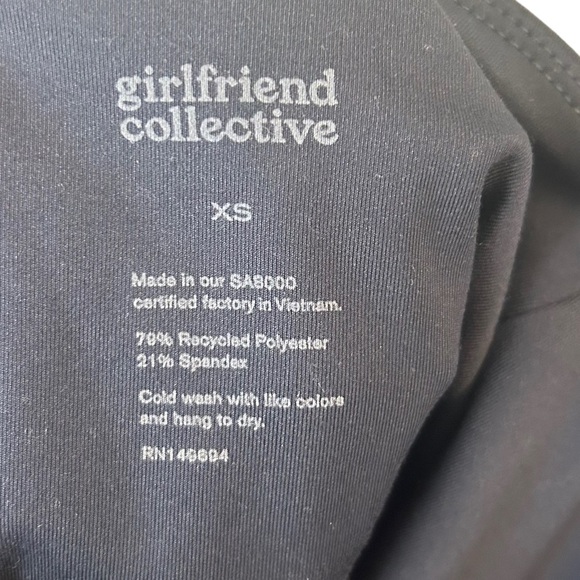 girlfriend
collective
XS
Made in our SA8000
certified factory in Vietnam.
79% Recycled Polyester
21% Spandex
Cold wash with like colors
and hang to dry.
RN149694